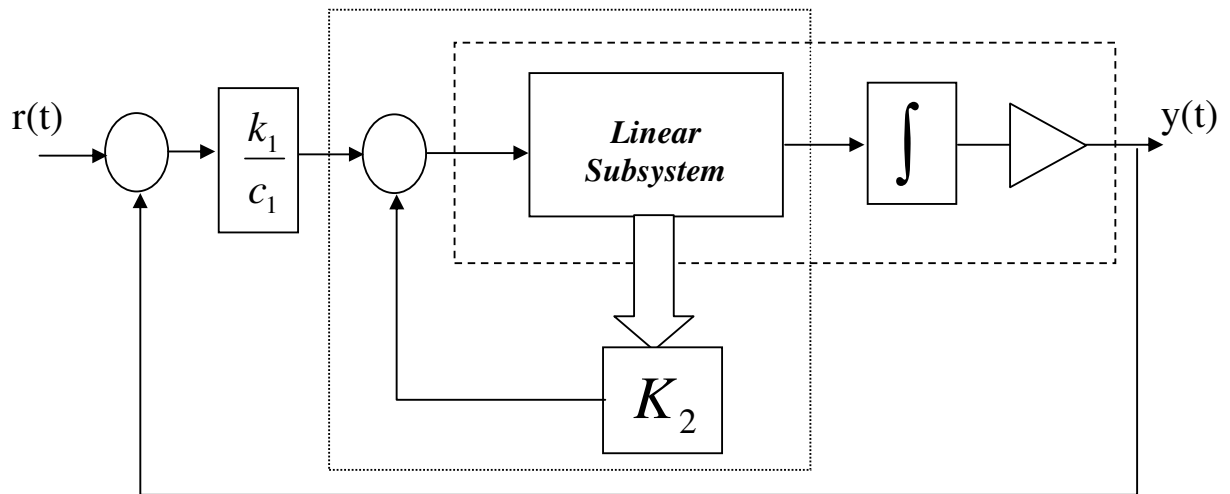 r(t)
k₁
c₁
Linear
Subsystem
∫
y(t)
K₂